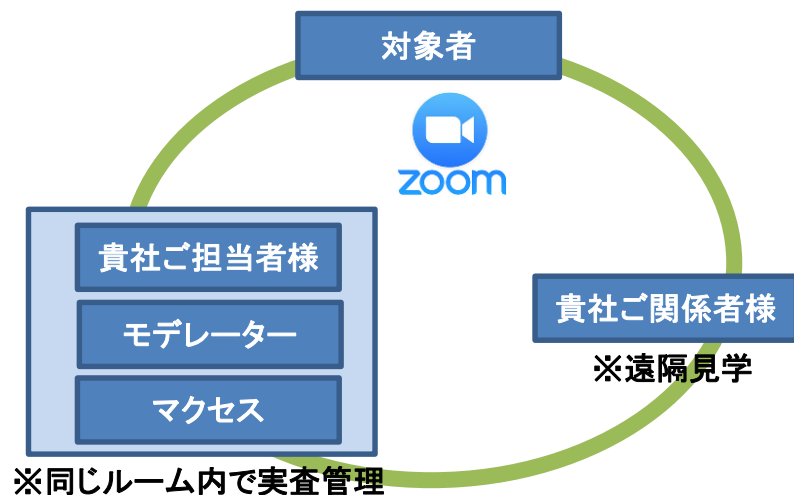 対象者
zoom
貴社ご担当者様
モデレーター
マクセス
※同じルーム内で実査管理
貴社ご関係者様
※遠隔見学